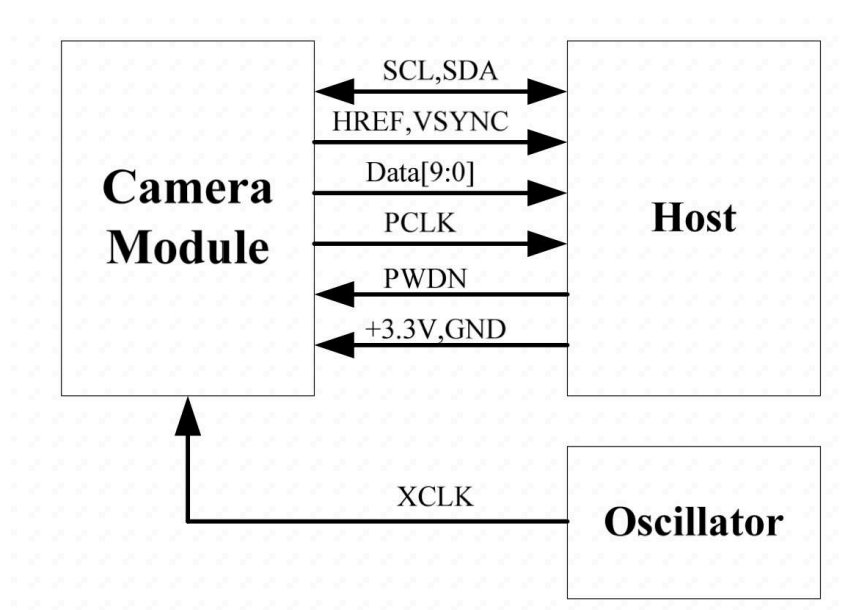 SCL,SDA
HREF,VSYNC
Data[9:0]
PCLK
PWDN
+3.3V,GND
Camera
Module
Host
XCLK
Oscillator